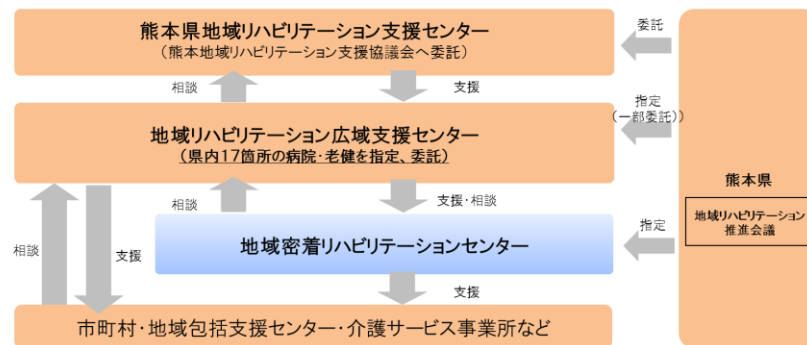 熊本県地域リハビリテーション支援センター
(熊本地域リハビリテーション支援協議会へ委託)
委託
相談
支援
指定
(一部委託))
地域リハビリテーション広域支援センター
(県内17箇所の病院・老健を指定、委託)
熊本県
地域リハビリテーション
推進会議
相談
支援・相談
指定
地域密着リハビリテーションセンター
相談
支援
支援
市町村・地域包括支援センター・介護サービス事業所など